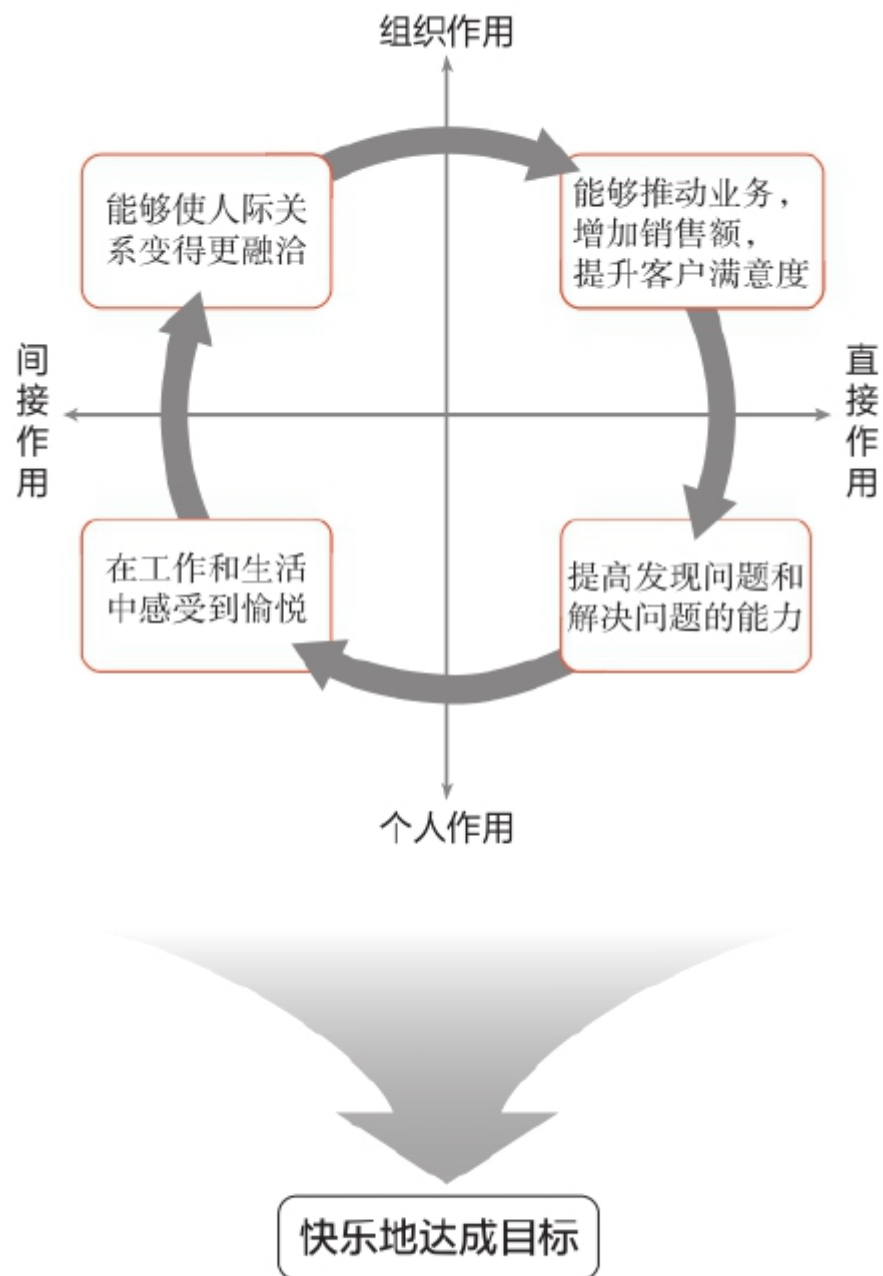 组织作用
能够使人际关
系变得更融洽
能够推动业务，
增加销售额，
提升客户满意度
间接作用
直接作用
在工作和生活
中感受到愉悦
提高发现问题和
解决问题的能力
个人作用
快乐地达成目标